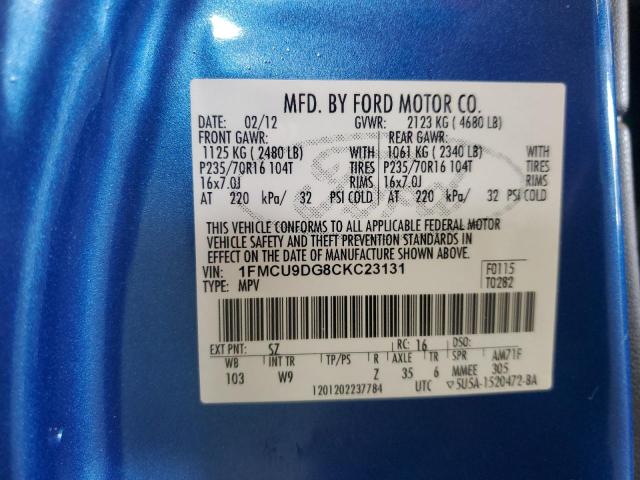 MFD. BY FORD MOTOR CO.
DATE: 02/12 GVWR: 2123 KG ( 4680 LB)
FRONT GAWR: REAR GAWR:
1125 KG ( 2480 LB) WITH 1061 KG ( 2340 LB) WITH
P235/70R16 104T TIRES P235/70R16 104T TIRES
16x7.0J RIMS 16x7.0J RIMS
AT 220 kPa/ 32 PSI COLD AT 220 kPa/ 32 PSI COLD
THIS VEHICLE CONFORMS TO ALL APPLICABLE FEDERAL MOTOR
VEHICLE SAFETY AND THEFT PREVENTION STANDARDS IN
EFFECT ON THE DATE OF MANUFACTURE SHOWN ABOVE.
VIN: 1FMCU9DG8CKC23131 F0115
TYPE: MPV T0282
EXT PNT: SZ RC: 16 DSO:
WB INT TR TP/PS R AXLE TR SPR AM71F
103 W9 Z 35 6 MMEE 305
1201202237784 UTC ▽5U5A-1520472-BA